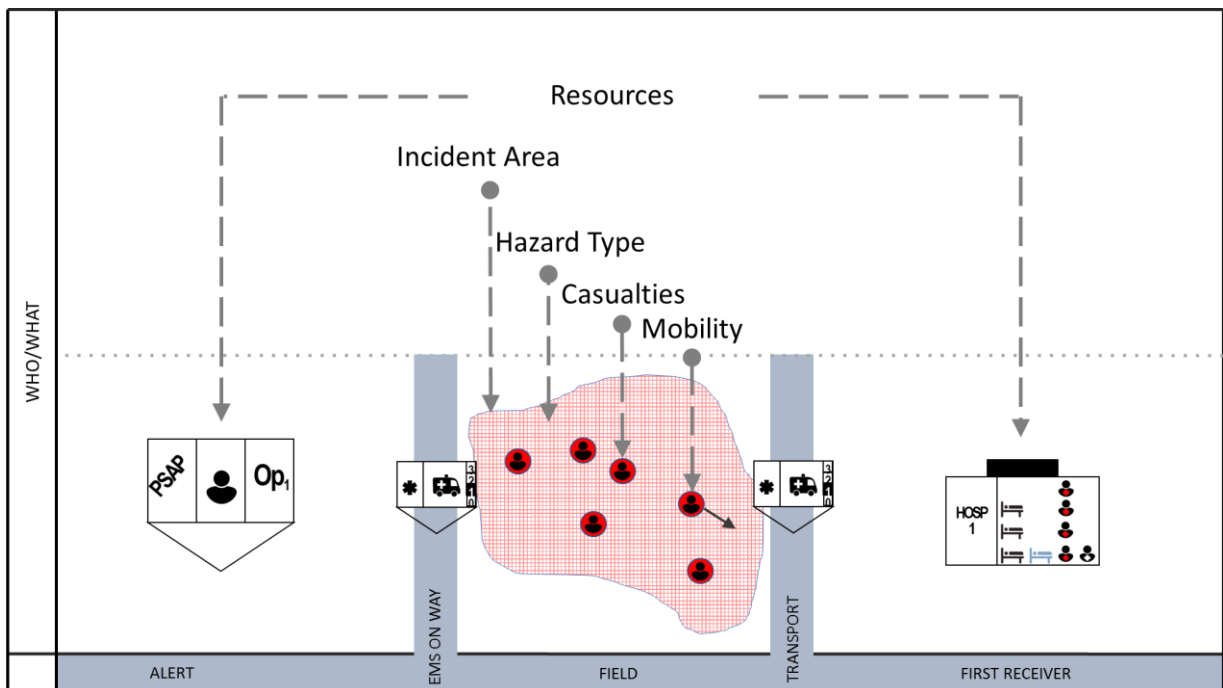 Resources
Incident Area
Hazard Type
Casualties
Mobility
WHO/WHAT
PSAP
Op1
3
2
1
0
3
2
1
0
HOSP
1
ALERT
EMS ON WAY
FIELD
TRANSPORT
FIRST RECEIVER